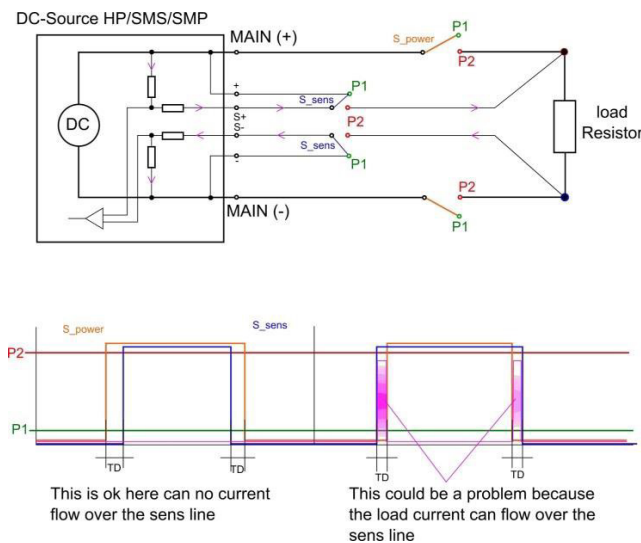 DC-Source HP/SMS/SMP
MAIN (+)
S_power
P1
P2
+
P1
S_sens
S+
P2
S-
DC
load
Resistor
S_sens
-
P1
P2
MAIN (-)
P1
S_power
S_sens
P2
P1
TD
TD
TD
TD
This is ok here can no current
flow over the sens line
This could be a problem because
the load current can flow over the
sens line